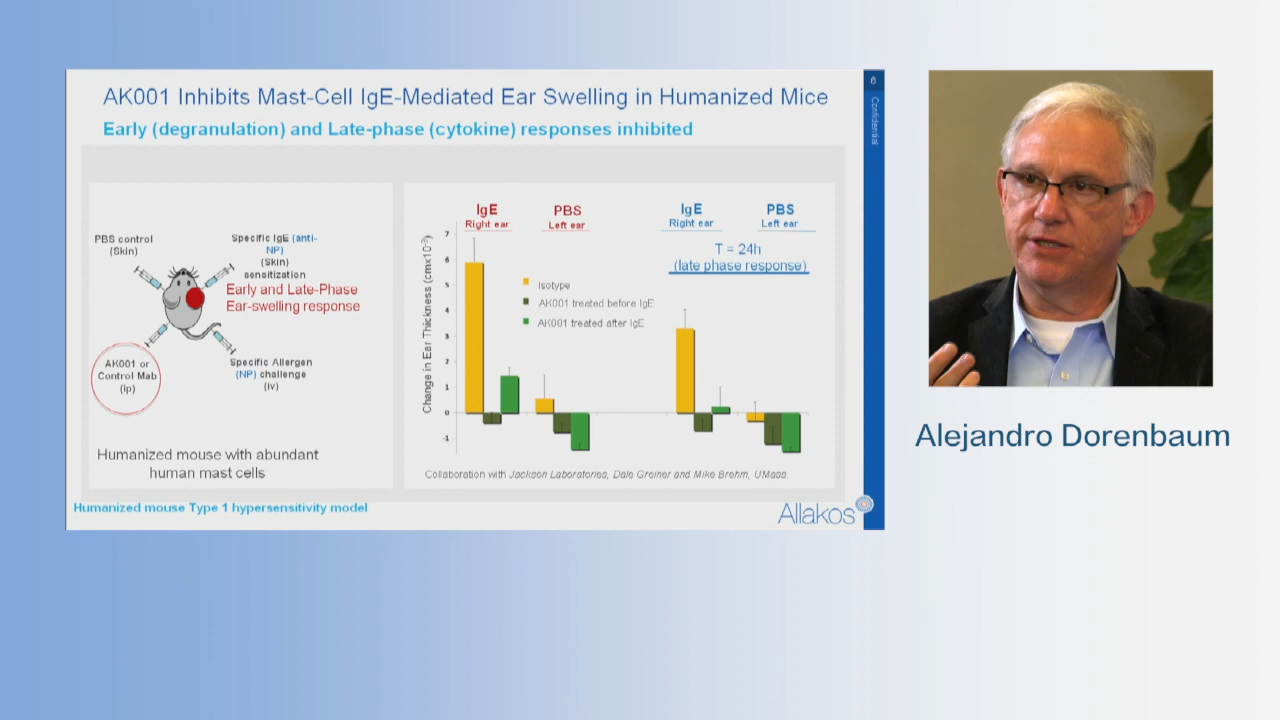 AK001 Inhibits Mast-Cell IgE-Mediated Ear Swelling in Humanized Mice
Early (degranulation) and Late-phase (cytokine) responses inhibited
6
Confidential
PBS control
(Skin)
Specific IgE (anti-
NP)
(Skin)
sensitization
Early and Late-Phase
Ear-swelling response
AK001 or
Control Mab
(ip)
Specific Allergen
(NP) challenge
(iv)
Humanized mouse with abundant
human mast cells
IgE
Right ear
PBS
Left ear
IgE
Right ear
PBS
Left ear
T = 24h
(late phase response)
Change in Ear Thickness (cmx10⁻³)
7
6
5
4
3
2
1
0
-1
Isotype
AK001 treated before IgE
AK001 treated after IgE
Collaboration with Jackson Laboratories, Dale Greiner and Mike Brehm, UMass.
Humanized mouse Type 1 hypersensitivity model
Allakos
Alejandro Dorenbaum